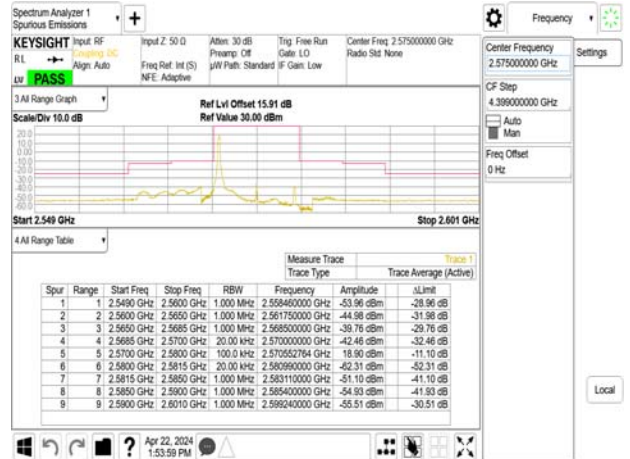 Spectrum Analyzer 1
Spurious Emissions
Frequency
KEYSIGHT
RL
LU PASS
Input: RF
Coupling: DC
Align: Auto
Input Z: 50 Ω
Freq Ref: Int (S)
NFE: Adaptive
Atten: 30 dB
Preamp: Off
µW Path: Standard
Trig: Free Run
Gate: LO
IF Gain: Low
Center Freq: 2.575000000 GHz
Radio Std: None
Center Frequency
2.575000000 GHz
Settings
CF Step
4.399000000 GHz
Auto
Man
Freq Offset
0 Hz
Local
3 All Range Graph
Scale/Div 10.0 dB
Ref Lvl Offset 15.91 dB
Ref Value 30.00 dBm
20.0
10.0
0.00
-10.0
-20.0
-30.0
-40.0
-50.0
-60.0
Start 2.549 GHz
Stop 2.601 GHz
4 All Range Table
Measure Trace Trace 1
Trace Type Trace Average (Active)
Spur Range Start Freq Stop Freq RBW Frequency Amplitude ΔLimit
1 1 2.5490 GHz 2.5600 GHz 1.000 MHz 2.558460000 GHz -53.96 dBm -28.96 dB
2 2 2.5600 GHz 2.5650 GHz 1.000 MHz 2.561750000 GHz -44.98 dBm -31.98 dB
3 3 2.5650 GHz 2.5685 GHz 1.000 MHz 2.568500000 GHz -39.76 dBm -29.76 dB
4 4 2.5685 GHz 2.5700 GHz 20.00 kHz 2.570000000 GHz -42.46 dBm -32.46 dB
5 5 2.5700 GHz 2.5800 GHz 100.0 kHz 2.570552764 GHz 18.90 dBm -11.10 dB
6 6 2.5800 GHz 2.5815 GHz 20.00 kHz 2.580990000 GHz -62.31 dBm -52.31 dB
7 7 2.5815 GHz 2.5850 GHz 1.000 MHz 2.583110000 GHz -51.10 dBm -41.10 dB
8 8 2.5850 GHz 2.5900 GHz 1.000 MHz 2.585400000 GHz -54.93 dBm -41.93 dB
9 9 2.5900 GHz 2.6010 GHz 1.000 MHz 2.599240000 GHz -55.51 dBm -30.51 dB
Apr 22, 2024
1:53:59 PM